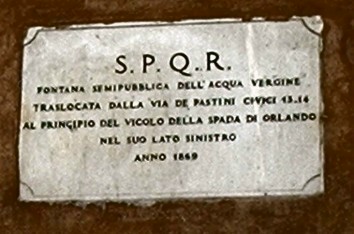 S.P.Q.R.
FONTANA SEMIPUBBLICA DELL'ACQUA VERGINE
TRASLOCATA DALLA VIA DE PASTINI CIVICI 13.14
AL PRINCIPIO DEL VICOLO DELLA SPADA DI ORLANDO
NEL SUO LATO SINISTRO
ANNO 1869